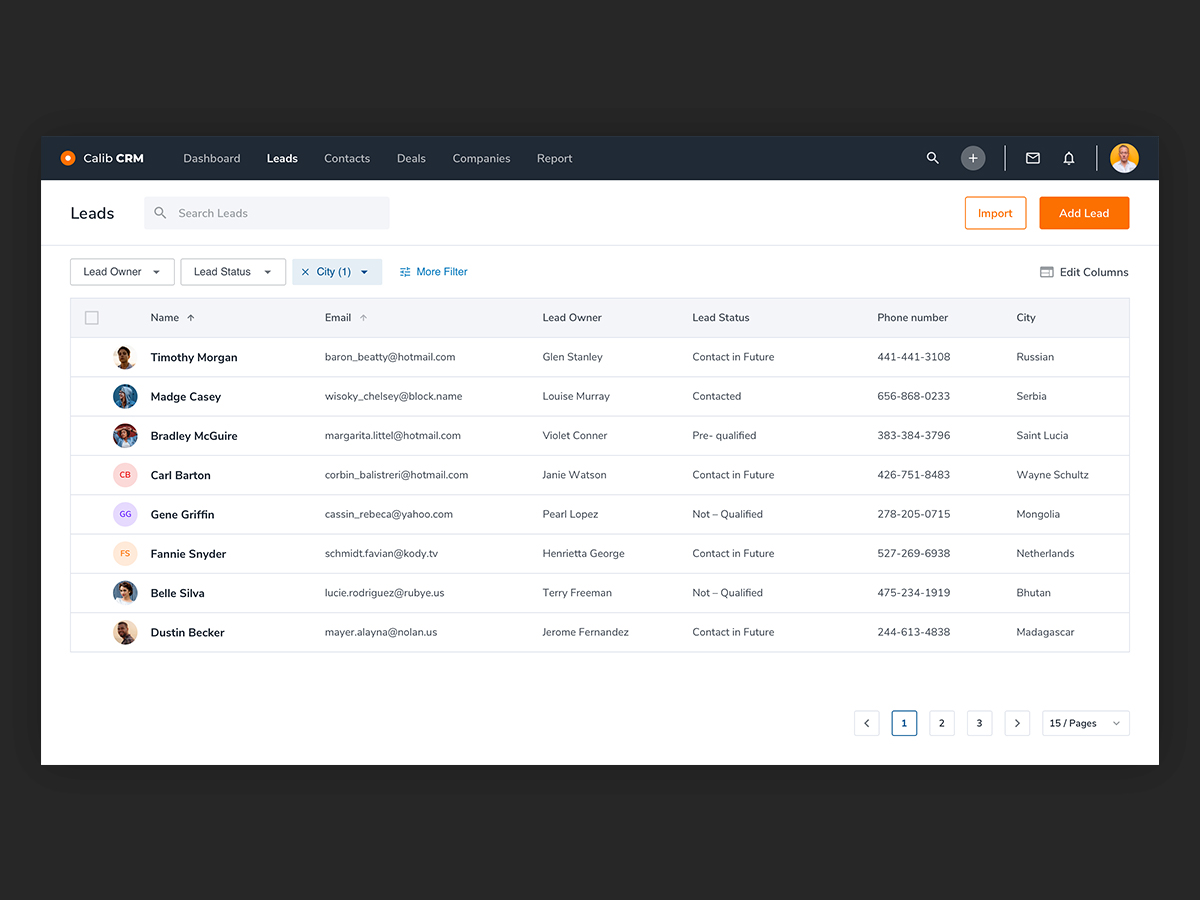 Calib CRM Dashboard Leads Contacts Deals Companies Report
Leads Search Leads Import Add Lead
Lead Owner Lead Status City (1) More Filter Edit Columns
Name Email Lead Owner Lead Status Phone number City
Timothy Morgan baron_beatty@hotmail.com Glen Stanley Contact in Future 441-441-3108 Russian
Madge Casey wisoky_chelsey@block.name Louise Murray Contacted 656-868-0233 Serbia
Bradley McGuire margarita.littel@hotmail.com Violet Conner Pre- qualified 383-384-3796 Saint Lucia
CB Carl Barton corbin_balistreri@hotmail.com Janie Watson Contact in Future 426-751-8483 Wayne Schultz
GG Gene Griffin cassin_rebeca@yahoo.com Pearl Lopez Not – Qualified 278-205-0715 Mongolia
FS Fannie Snyder schmidt.favian@kody.tv Henrietta George Contact in Future 527-269-6938 Netherlands
Belle Silva lucie.rodriguez@rubye.us Terry Freeman Not – Qualified 475-234-1919 Bhutan
Dustin Becker mayer.alayna@nolan.us Jerome Fernandez Contact in Future 244-613-4838 Madagascar
1 2 3 15 / Pages